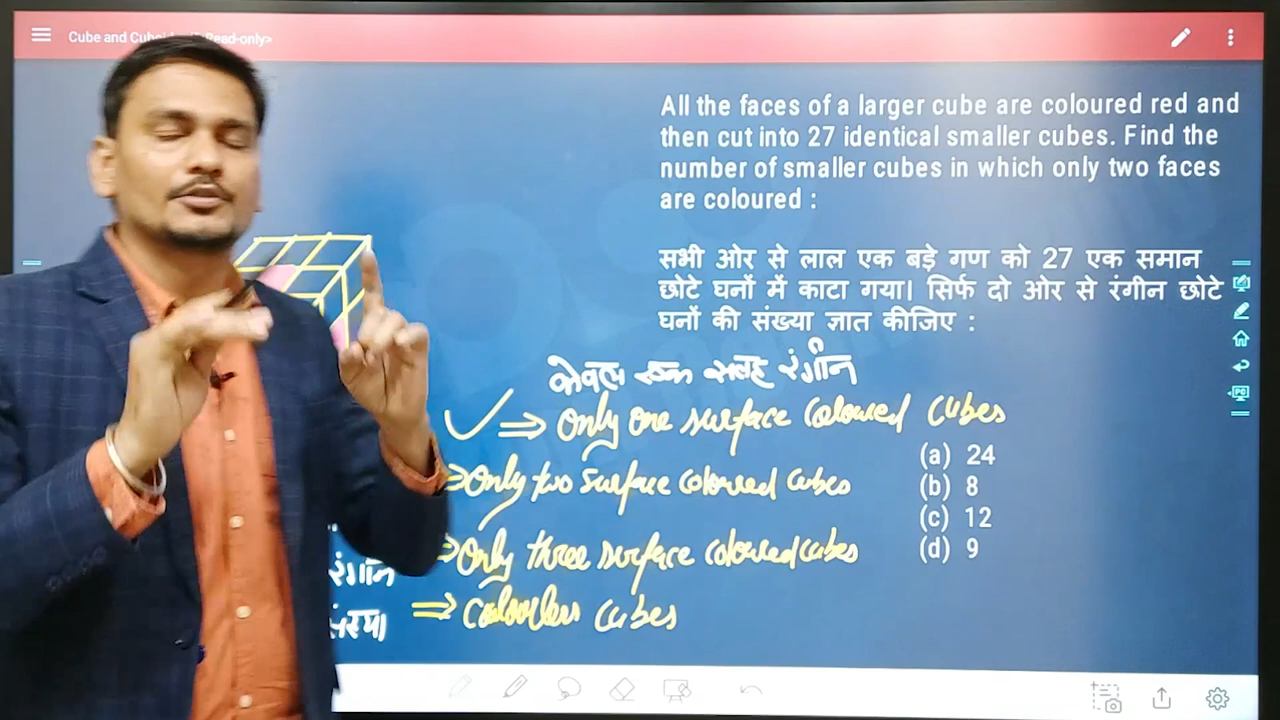 Cube and Cuboid <Read-only>
All the faces of a larger cube are coloured red and
then cut into 27 identical smaller cubes. Find the
number of smaller cubes in which only two faces
are coloured :
सभी ओर से लाल एक बड़े गण को 27 एक समान
छोटे घनों में काटा गया। सिर्फ दो ओर से रंगीन छोटे
घनों की संख्या ज्ञात कीजिए :
केवल एक सतह रंगीन
✓ ⇒ Only one surface coloured cubes
⇒ Only two surface coloured cubes
⇒ Only three surface coloured cubes
⇒ Colourless cubes
(a) 24
(b) 8
(c) 12
(d) 9
रंगीन
संख्या